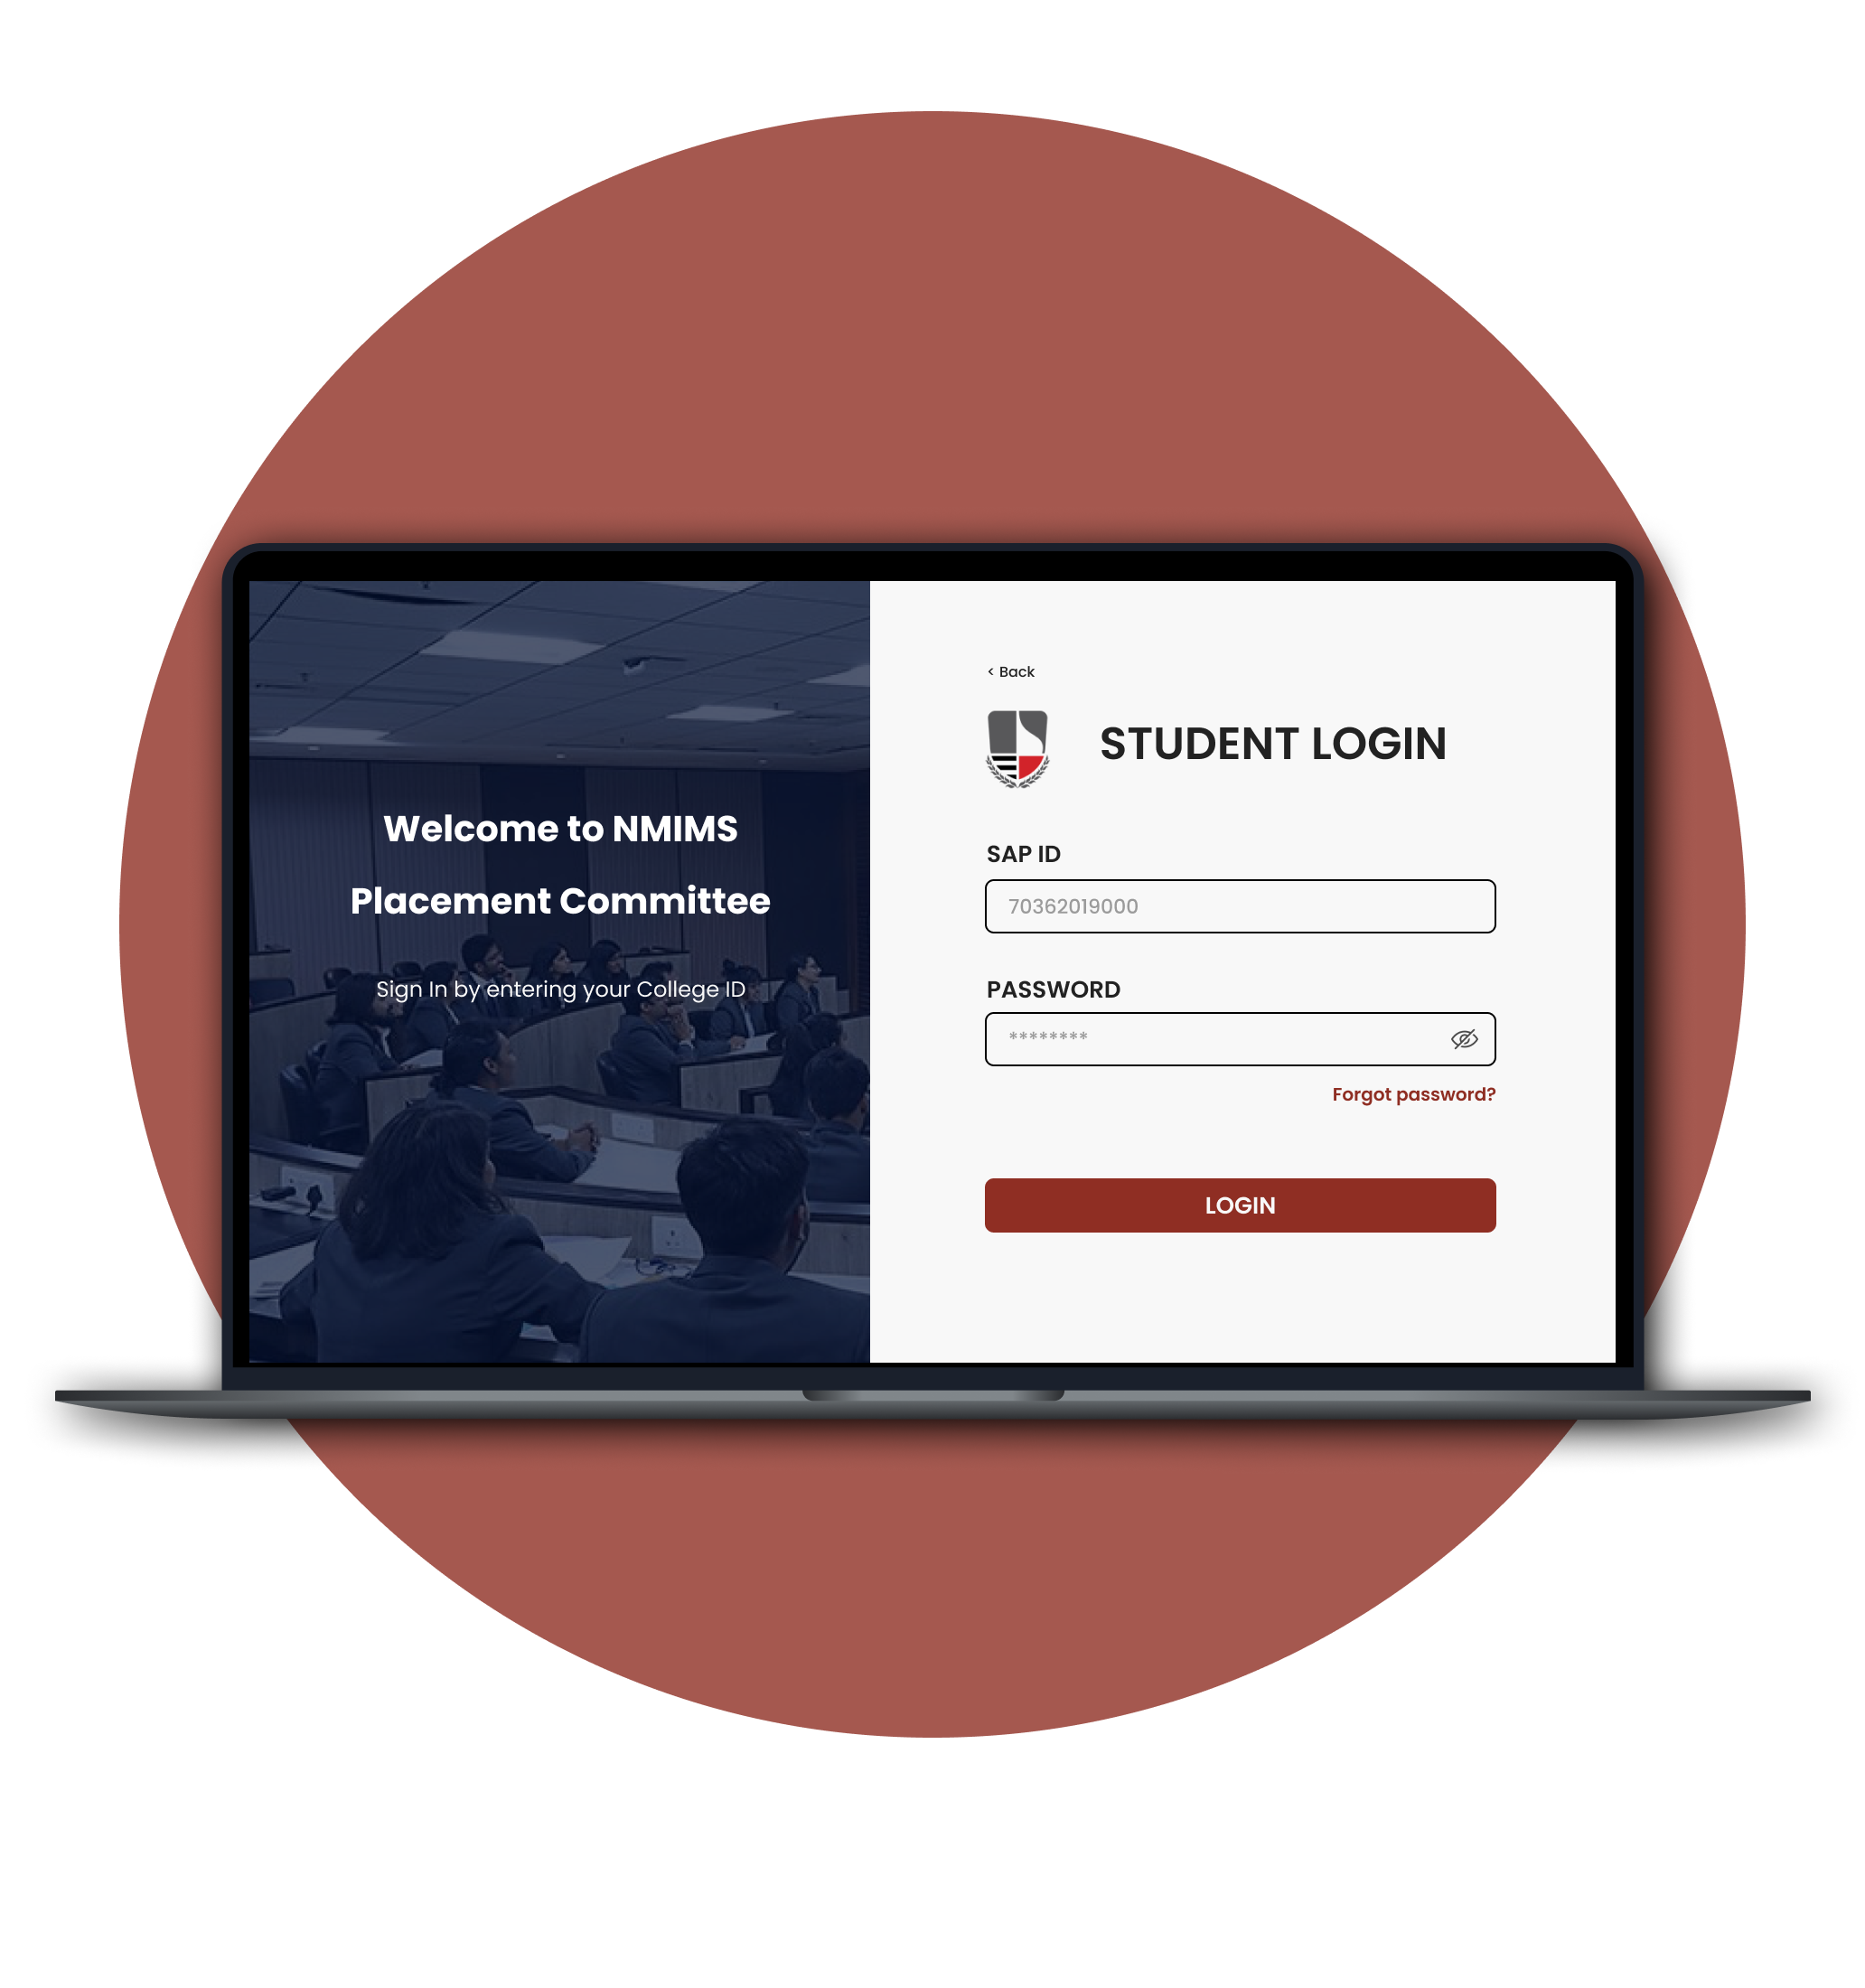 Welcome to NMIMS
Placement Committee
Sign In by entering your College ID
< Back
STUDENT LOGIN
SAP ID
70362019000
PASSWORD
********
Forgot password?
LOGIN